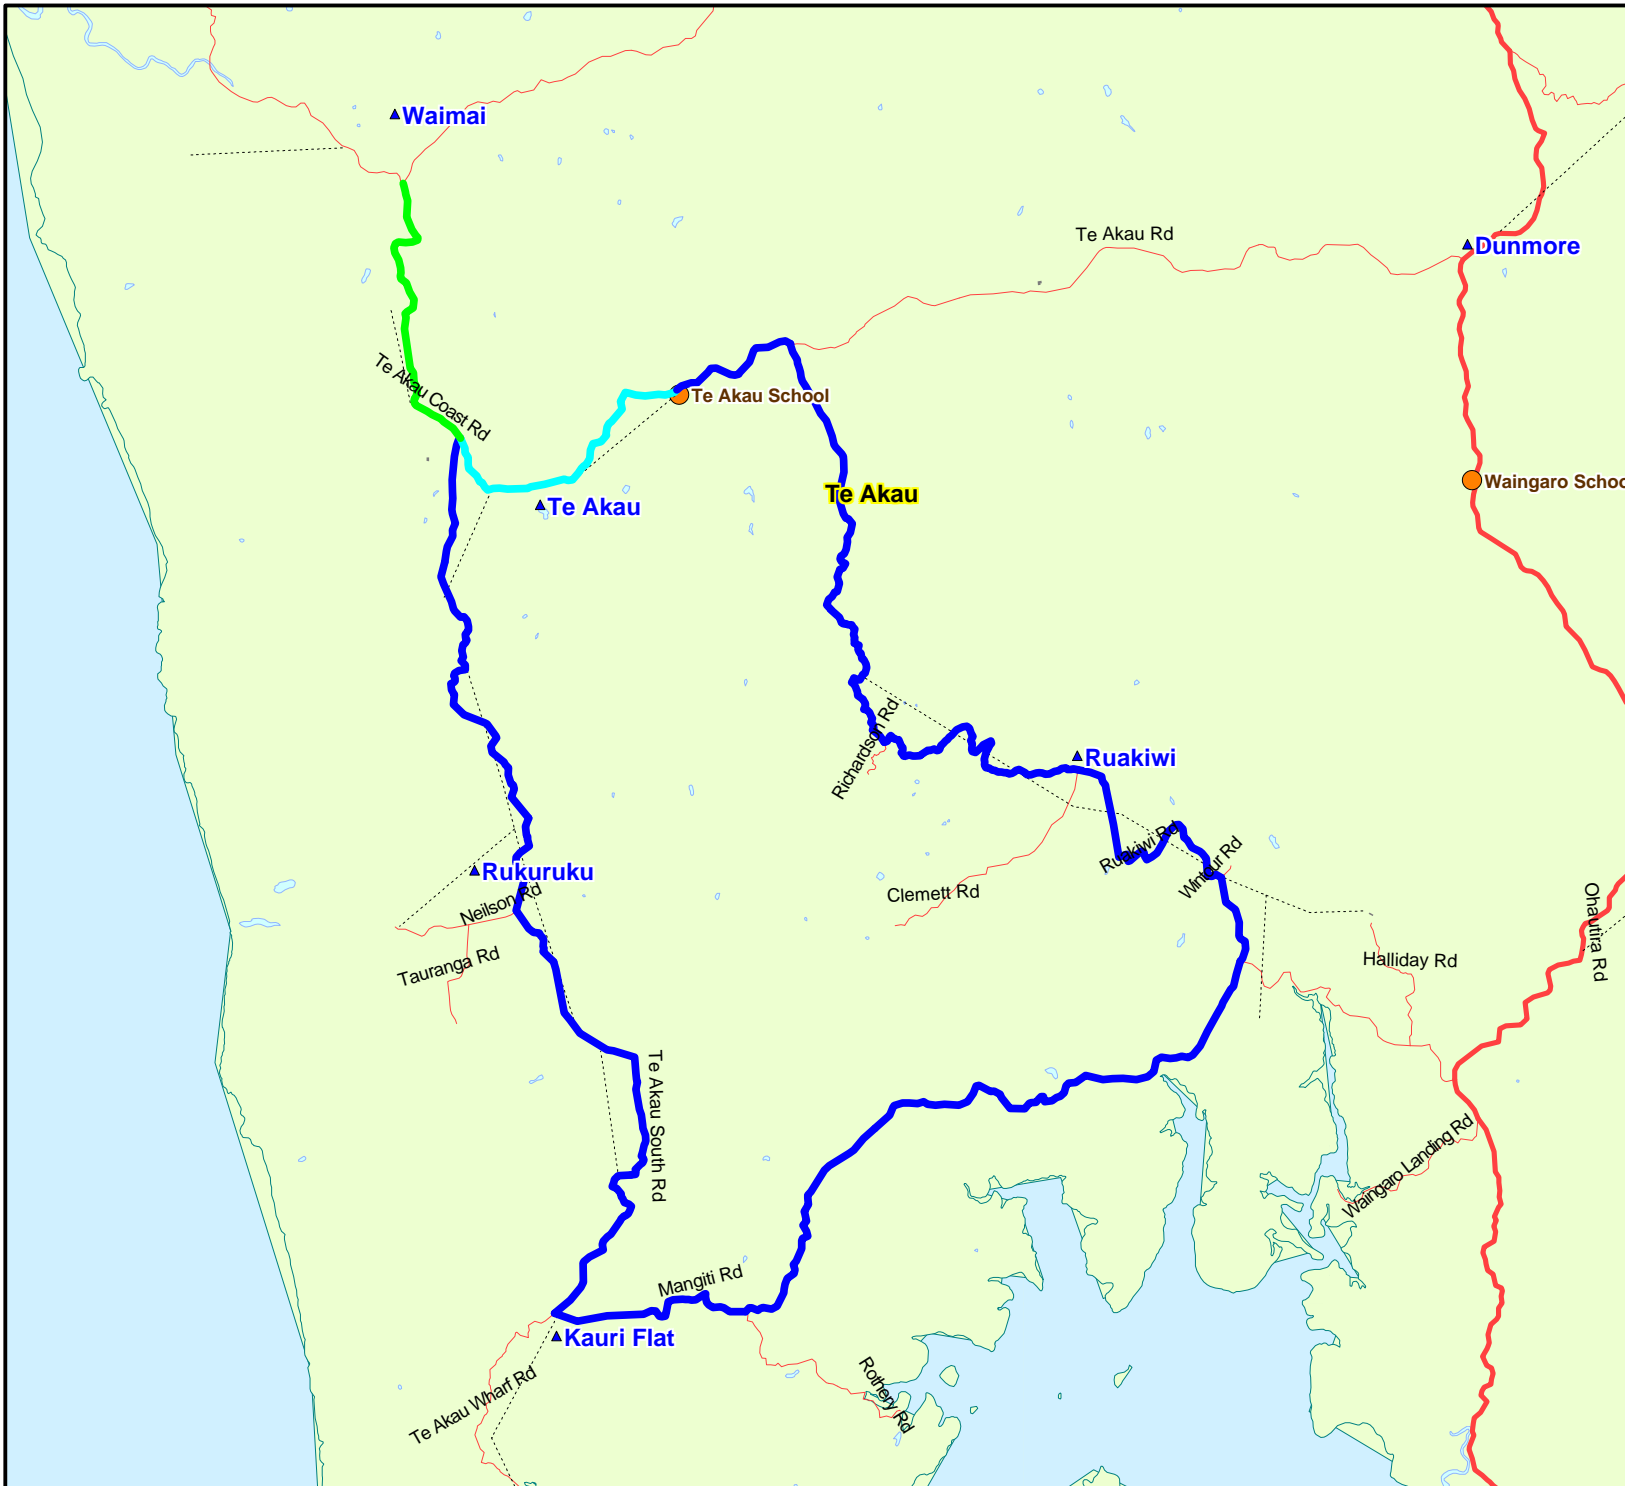 Waimai
Te Akau Rd
Dunmore
Te Akau Coast Rd
Te Akau School
Waingaro Schoo
Te Akau
Te Akau
Richardson Rd
Ruakiwi
Ruakiwi Rd
Wintour Rd
Rukuruku
Clemett Rd
Neilson Rd
Ohautira Rd
Tauranga Rd
Halliday Rd
Te Akau South Rd
Waingaro Landing Rd
Mangiti Rd
Kauri Flat
Te Akau Wharf Rd
Rothery Rd